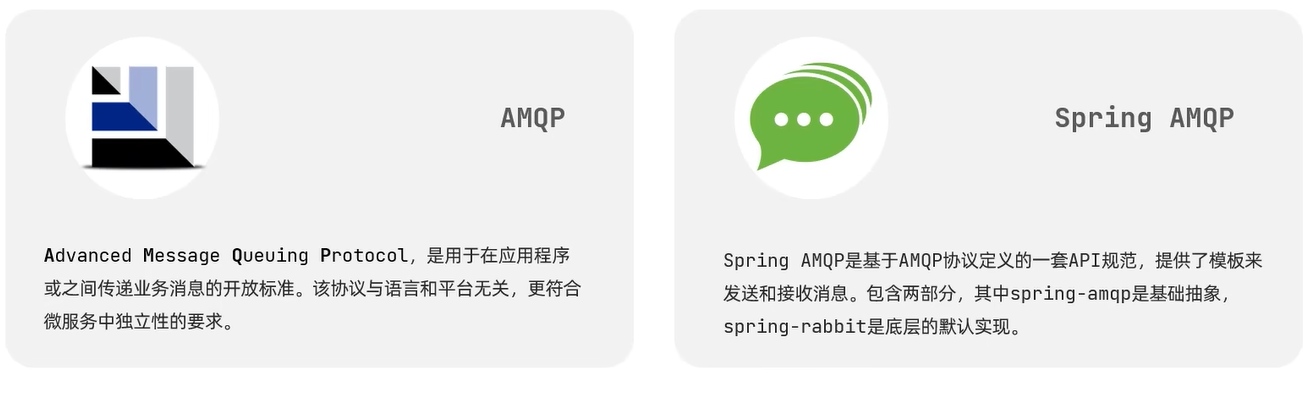 AMQP
Advanced Message Queuing Protocol，是用于在应用程序
或之间传递业务消息的开放标准。该协议与语言和平台无关，更符合
微服务中独立性的要求。
Spring AMQP
Spring AMQP是基于AMQP协议定义的一套API规范，提供了模板来
发送和接收消息。包含两部分，其中spring-amqp是基础抽象，
spring-rabbit是底层的默认实现。